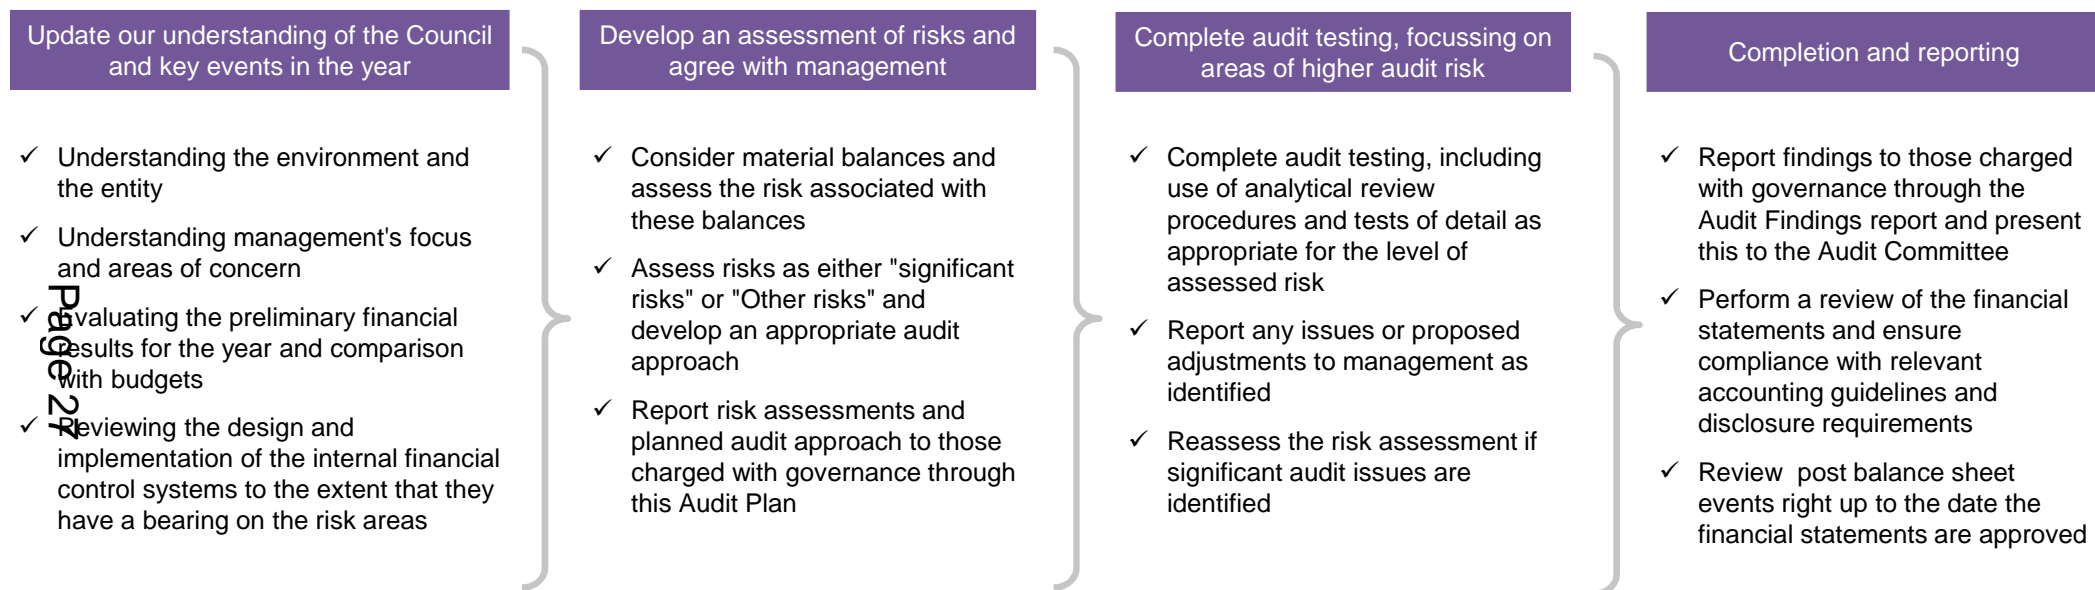 Update our understanding of the Council
and key events in the year
✓ Understanding the environment and
the entity
✓ Understanding management's focus
and areas of concern
✓ Evaluating the preliminary financial
results for the year and comparison
with budgets
✓ Reviewing the design and
implementation of the internal financial
control systems to the extent that they
have a bearing on the risk areas
Page 27
Develop an assessment of risks and
agree with management
✓ Consider material balances and
assess the risk associated with
these balances
✓ Assess risks as either "significant
risks" or "Other risks" and
develop an appropriate audit
approach
✓ Report risk assessments and
planned audit approach to those
charged with governance through
this Audit Plan
Complete audit testing, focussing on
areas of higher audit risk
✓ Complete audit testing, including
use of analytical review
procedures and tests of detail as
appropriate for the level of
assessed risk
✓ Report any issues or proposed
adjustments to management as
identified
✓ Reassess the risk assessment if
significant audit issues are
identified
Completion and reporting
✓ Report findings to those charged
with governance through the
Audit Findings report and present
this to the Audit Committee
✓ Perform a review of the financial
statements and ensure
compliance with relevant
accounting guidelines and
disclosure requirements
✓ Review  post balance sheet
events right up to the date the
financial statements are approved